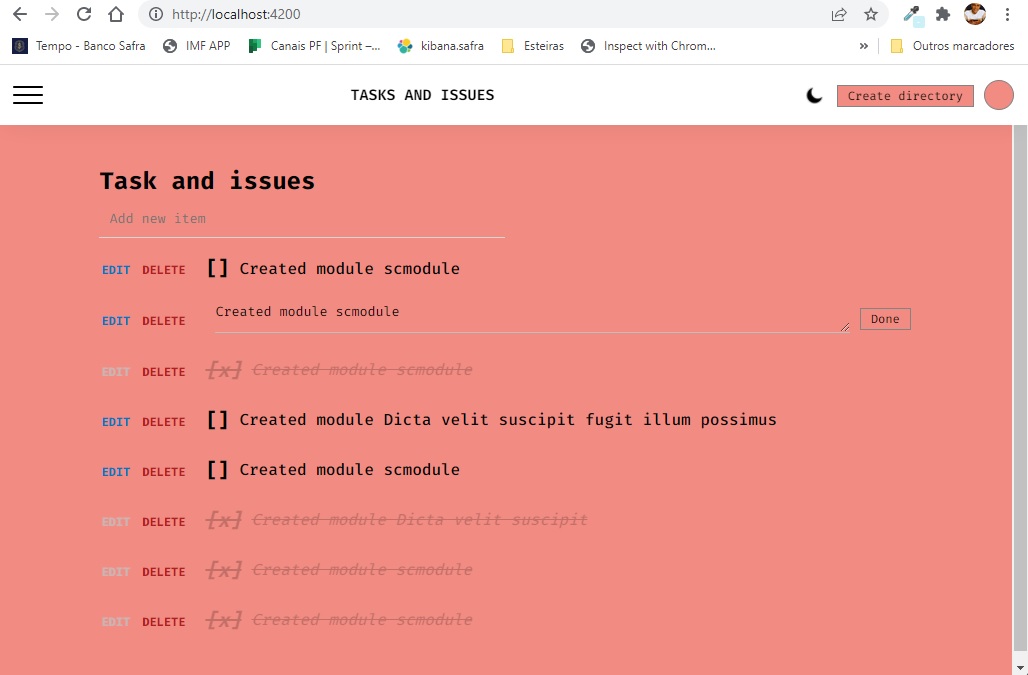 http://localhost:4200
Tempo - Banco Safra IMF APP Canais PF | Sprint –... kibana.safra Esteiras Inspect with Chrom... » Outros marcadores
TASKS AND ISSUES Create directory
Task and issues
Add new item
EDIT DELETE [] Created module scmodule
EDIT DELETE Created module scmodule Done
EDIT DELETE [x] Created module scmodule
EDIT DELETE [] Created module Dicta velit suscipit fugit illum possimus
EDIT DELETE [] Created module scmodule
EDIT DELETE [x] Created module Dicta velit suscipit
EDIT DELETE [x] Created module scmodule
EDIT DELETE [x] Created module scmodule